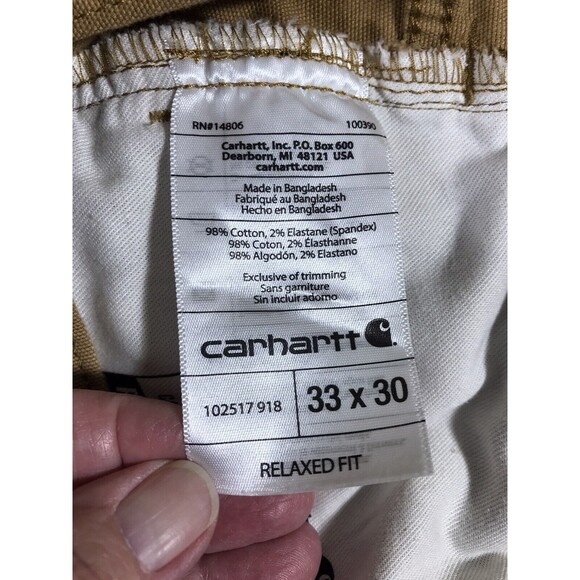 RN#14806 100390
Carhartt, Inc. P.O. Box 600
Dearborn, MI 48121 USA
carhartt.com
Made in Bangladesh
Fabriqué au Bangladesh
Hecho en Bangladesh
98% Cotton, 2% Elastane (Spandex)
98% Coton, 2% Élasthanne
98% Algodón, 2% Elastano
Exclusive of trimming
Sans garniture
Sin incluir adorno
carhartt
102517 918 33 x 30
RELAXED FIT